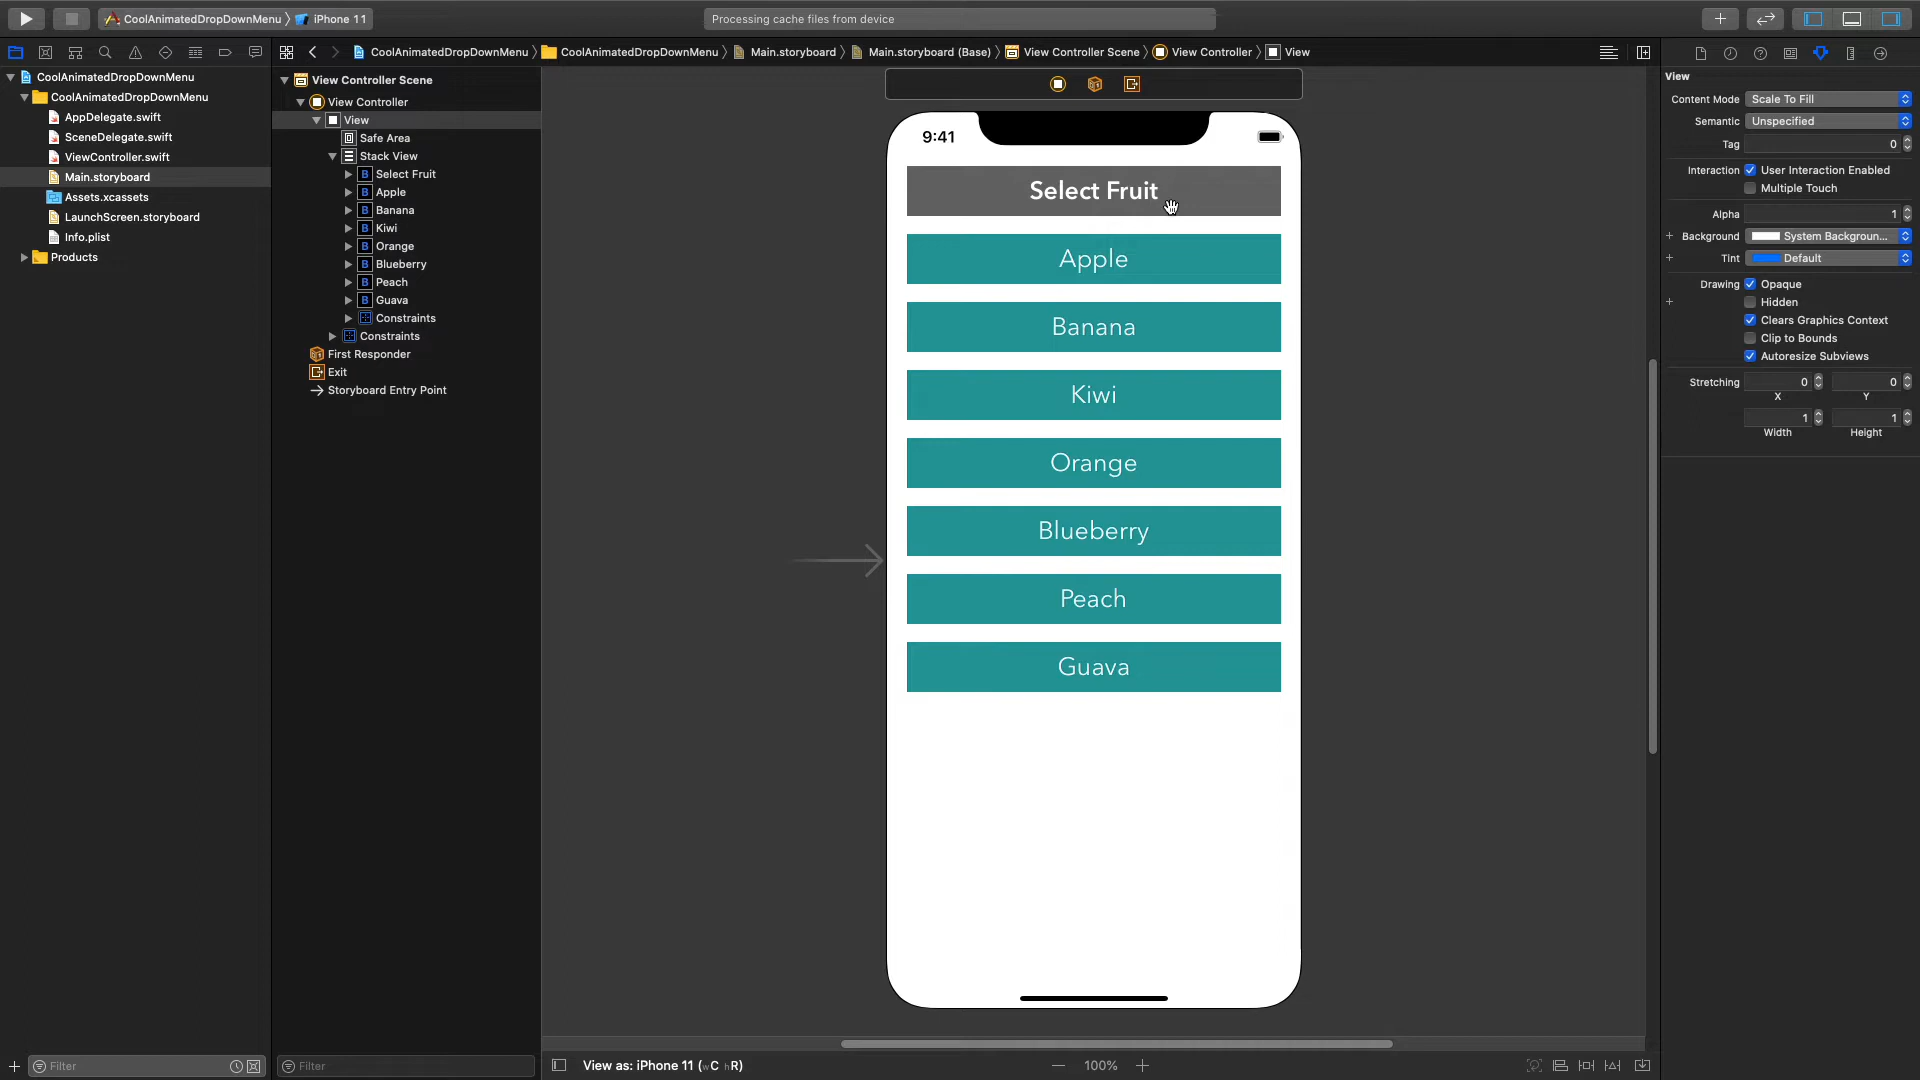 CoolAnimatedDropDownMenu
iPhone 11
Processing cache files from device
CoolAnimatedDropDownMenu
CoolAnimatedDropDownMenu
Main.storyboard
Main.storyboard (Base)
View Controller Scene
View Controller
View
CoolAnimatedDropDownMenu
CoolAnimatedDropDownMenu
AppDelegate.swift
SceneDelegate.swift
ViewController.swift
Main.storyboard
Assets.xcassets
LaunchScreen.storyboard
Info.plist
Products
Filter
View Controller Scene
View Controller
View
Safe Area
Stack View
B Select Fruit
B Apple
B Banana
B Kiwi
B Orange
B Blueberry
B Peach
B Guava
Constraints
Constraints
First Responder
Exit
Storyboard Entry Point
Filter
9:41
Select Fruit
Apple
Banana
Kiwi
Orange
Blueberry
Peach
Guava
View as: iPhone 11 (wC hR)
100%
View
Content Mode Scale To Fill
Semantic Unspecified
Tag 0
Interaction User Interaction Enabled
Multiple Touch
Alpha 1
Background System Backgroun...
Tint Default
Drawing Opaque
Hidden
Clears Graphics Context
Clip to Bounds
Autoresize Subviews
Stretching 0 0
X Y
1 1
Width Height